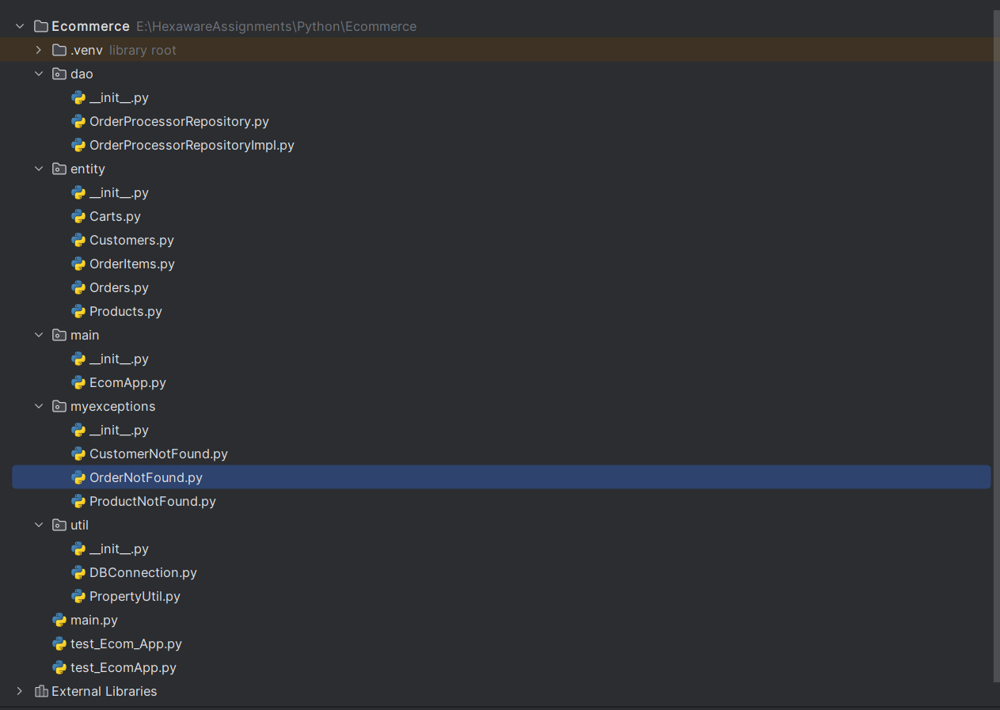 Ecommerce E:\HexawareAssignments\Python\Ecommerce
.venv library root
dao
__init__.py
OrderProcessorRepository.py
OrderProcessorRepositoryImpl.py
entity
__init__.py
Carts.py
Customers.py
OrderItems.py
Orders.py
Products.py
main
__init__.py
EcomApp.py
myexceptions
__init__.py
CustomerNotFound.py
OrderNotFound.py
ProductNotFound.py
util
__init__.py
DBConnection.py
PropertyUtil.py
main.py
test_Ecom_App.py
test_EcomApp.py
External Libraries